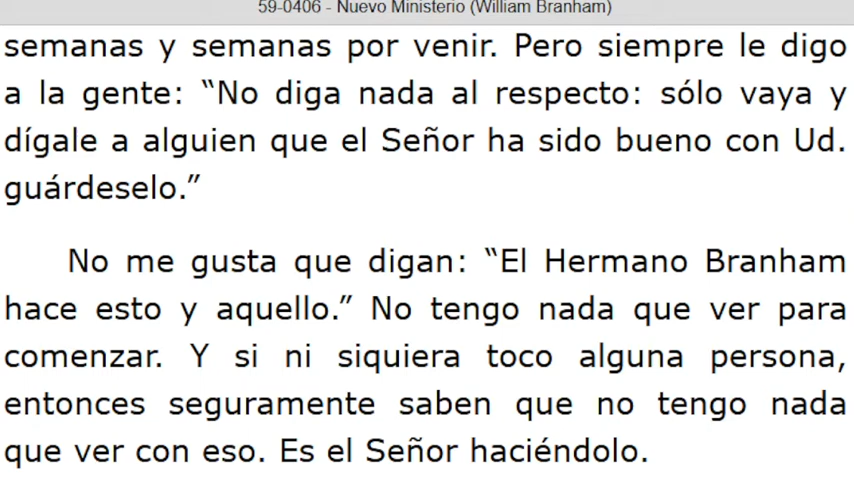 59-0406 - Nuevo Ministerio (William Branham)
semanas y semanas por venir. Pero siempre le digo
a la gente: “No diga nada al respecto: sólo vaya y
dígale a alguien que el Señor ha sido bueno con Ud.
guárdeselo.”
No me gusta que digan: “El Hermano Branham
hace esto y aquello.” No tengo nada que ver para
comenzar. Y si ni siquiera toco alguna persona,
entonces seguramente saben que no tengo nada
que ver con eso. Es el Señor haciéndolo.